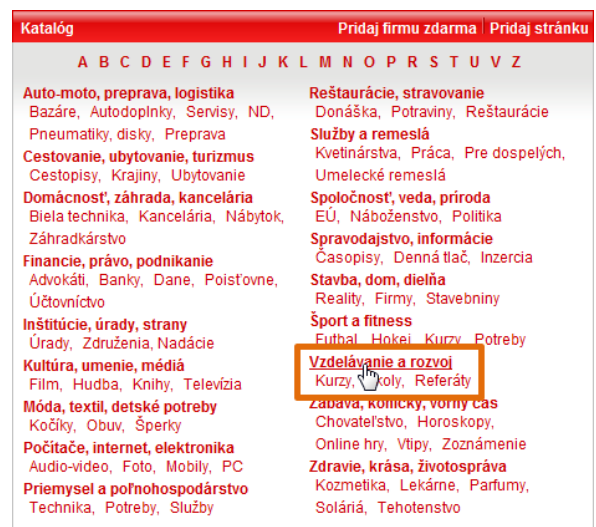 Katalóg
Pridaj firmu zdarma
Pridaj stránku
A B C D E F G H I J K L M N O P R S T U V Z
Auto-moto, preprava, logistika
Bazáre, Autodoplnky, Servisy, ND,
Pneumatiky, disky, Preprava
Cestovanie, ubytovanie, turizmus
Cestopisy, Krajiny, Ubytovanie
Domácnosť, záhrada, kancelária
Biela technika, Kancelária, Nábytok,
Záhradkárstvo
Financie, právo, podnikanie
Advokáti, Banky, Dane, Poisťovne,
Účtovníctvo
Inštitúcie, úrady, strany
Úrady, Združenia, Nadácie
Kultúra, umenie, médiá
Film, Hudba, Knihy, Televízia
Móda, textil, detské potreby
Kočíky, Obuv, Šperky
Počítače, internet, elektronika
Audio-video, Foto, Mobily, PC
Priemysel a poľnohospodárstvo
Technika, Potreby, Služby
Reštaurácie, stravovanie
Donáška, Potraviny, Reštaurácie
Služby a remeslá
Kvetinárstva, Práca, Pre dospelých,
Umelecké remeslá
Spoločnosť, veda, príroda
EÚ, Náboženstvo, Politika
Spravodajstvo, informácie
Časopisy, Denná tlač, Inzercia
Stavba, dom, dielňa
Reality, Firmy, Stavebniny
Šport a fitness
Futbal, Hokej, Kurzy, Potreby
Vzdelávanie a rozvoj
Kurzy, Referáty
Zábava, komiksy, voľný čas
Chovateľstvo, Horoskopy,
Online hry, Vtipy, Zoznámenie
Zdravie, krása, životospráva
Kozmetika, Lekárne, Parfumy,
Soláriá, Tehotenstvo